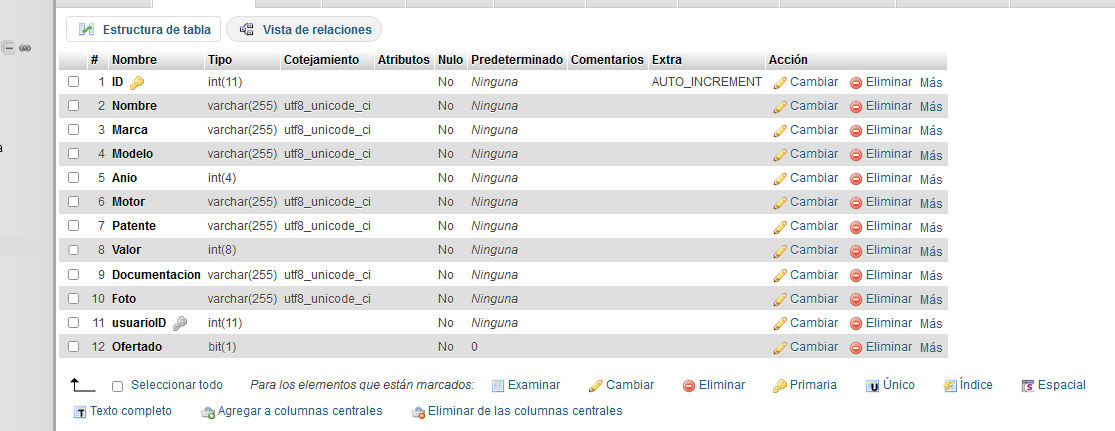 Estructura de tabla Vista de relaciones
# Nombre Tipo Cotejamiento Atributos Nulo Predeterminado Comentarios Extra Acción
1 ID int(11) No Ninguna AUTO_INCREMENT Cambiar Eliminar Más
2 Nombre varchar(255) utf8_unicode_ci No Ninguna Cambiar Eliminar Más
3 Marca varchar(255) utf8_unicode_ci No Ninguna Cambiar Eliminar Más
a
4 Modelo varchar(255) utf8_unicode_ci No Ninguna Cambiar Eliminar Más
5 Anio int(4) No Ninguna Cambiar Eliminar Más
6 Motor varchar(255) utf8_unicode_ci No Ninguna Cambiar Eliminar Más
7 Patente varchar(255) utf8_unicode_ci No Ninguna Cambiar Eliminar Más
8 Valor int(8) No Ninguna Cambiar Eliminar Más
9 Documentacion varchar(255) utf8_unicode_ci No Ninguna Cambiar Eliminar Más
10 Foto varchar(255) utf8_unicode_ci No Ninguna Cambiar Eliminar Más
11 usuarioID int(11) No Ninguna Cambiar Eliminar Más
12 Ofertado bit(1) No 0 Cambiar Eliminar Más
Seleccionar todo Para los elementos que están marcados: Examinar Cambiar Eliminar Primaria Único Índice Espacial
Texto completo Agregar a columnas centrales Eliminar de las columnas centrales